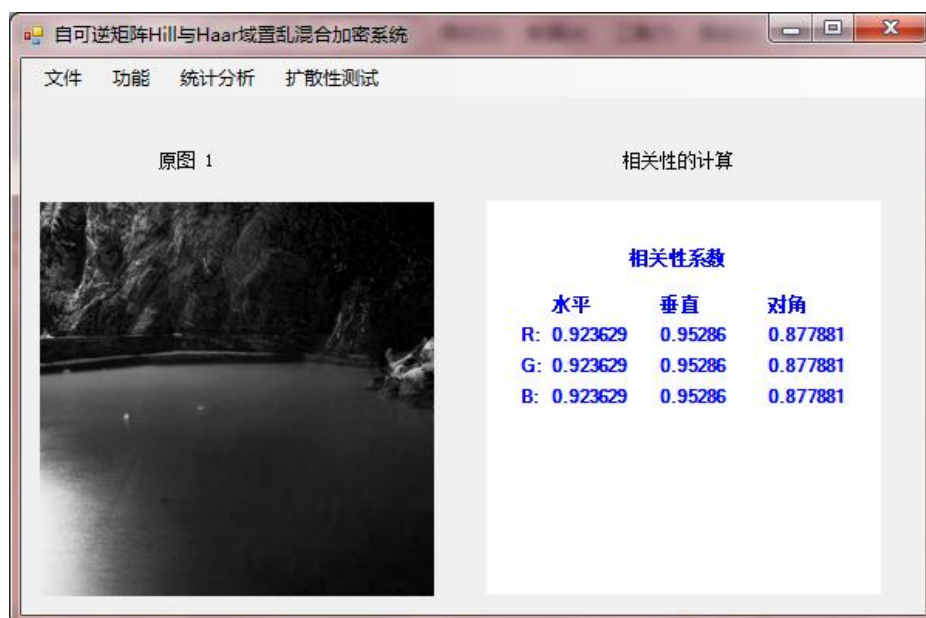 自可逆矩阵Hill与Haar域置乱混合加密系统
文件 功能 统计分析 扩散性测试
原图 1
相关性的计算
相关性系数
水平 垂直 对角
R: 0.923629 0.95286 0.877881
G: 0.923629 0.95286 0.877881
B: 0.923629 0.95286 0.877881